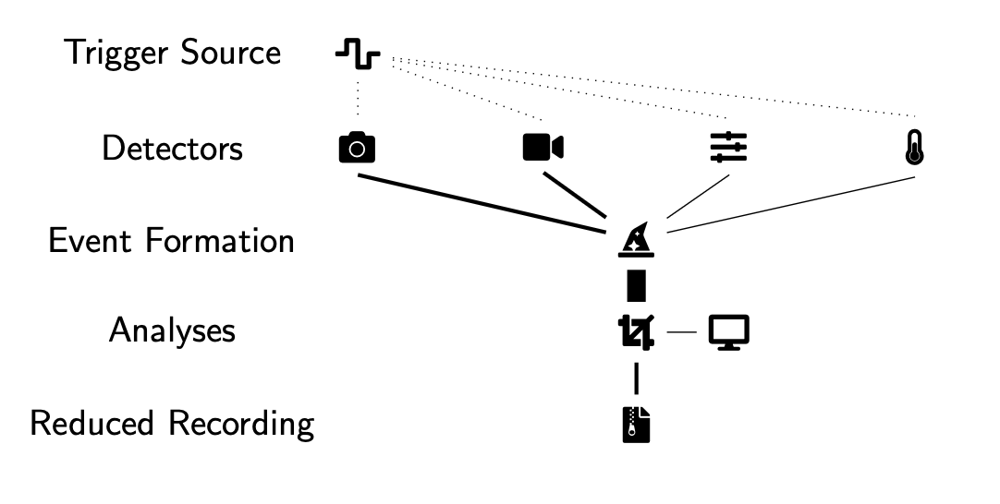 Trigger Source
Detectors
Event Formation
Analyses
Reduced Recording